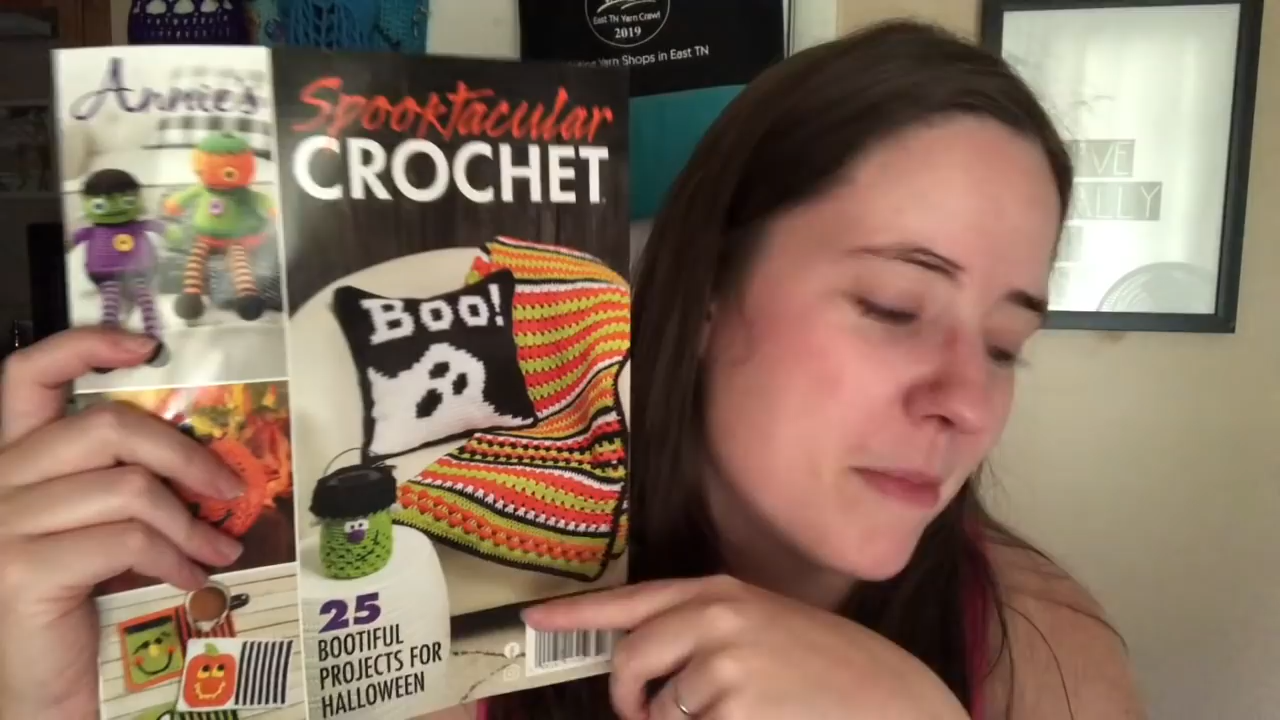 East TN Yarn Crawl
2019
Yarn Shops in East TN
Annie's
Spooktacular
CROCHET
Boo!
25
BOOTIFUL
PROJECTS FOR
HALLOWEEN